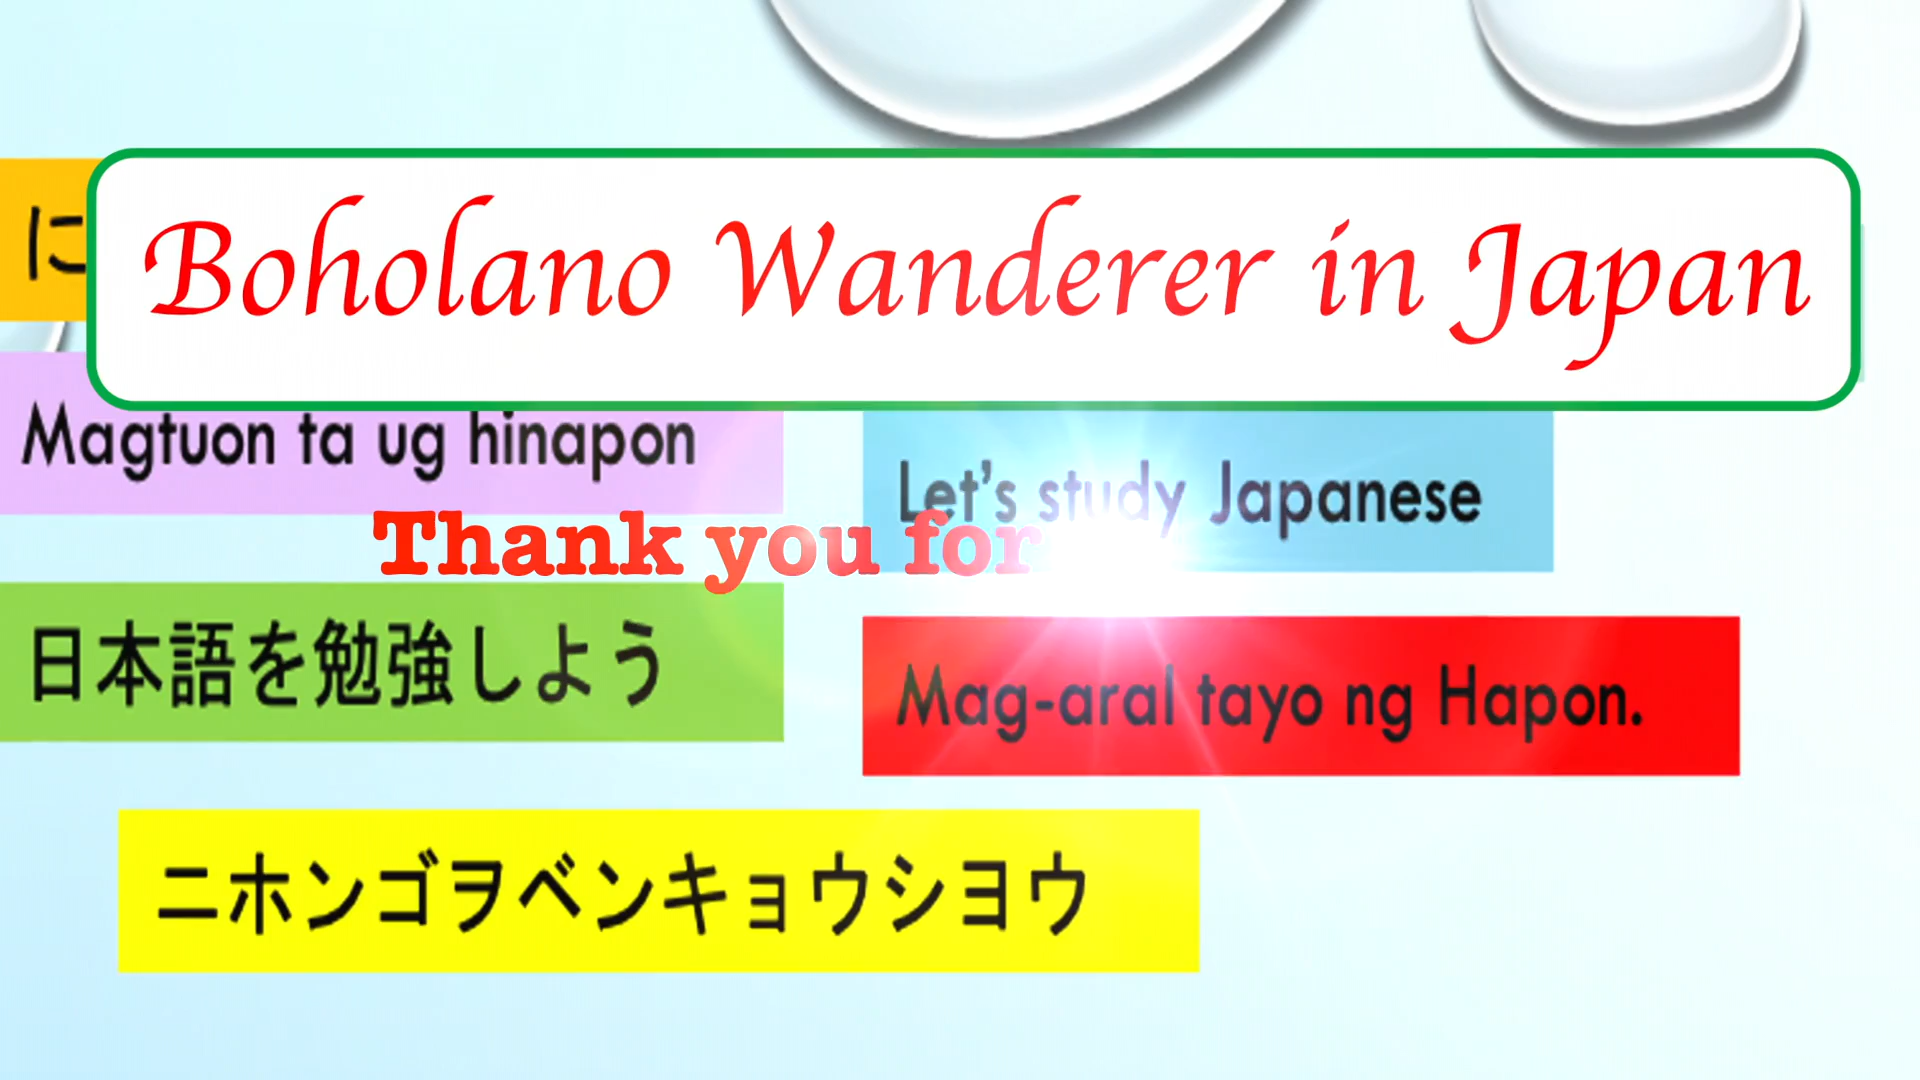 Boholano Wanderer in Japan
に
Magtuon ta ug hinapon
Let's study Japanese
Thank you for
日本語を勉強しよう
Mag-aral tayo ng Hapon.
ニホンゴヲベンキョウシヨウ